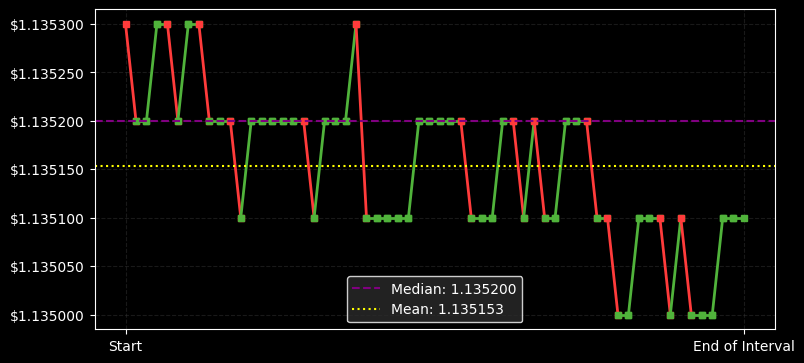 $1.135300
$1.135250
$1.135200
$1.135150
$1.135100
$1.135050
$1.135000
Median: 1.135200
Mean: 1.135153
Start
End of Interval